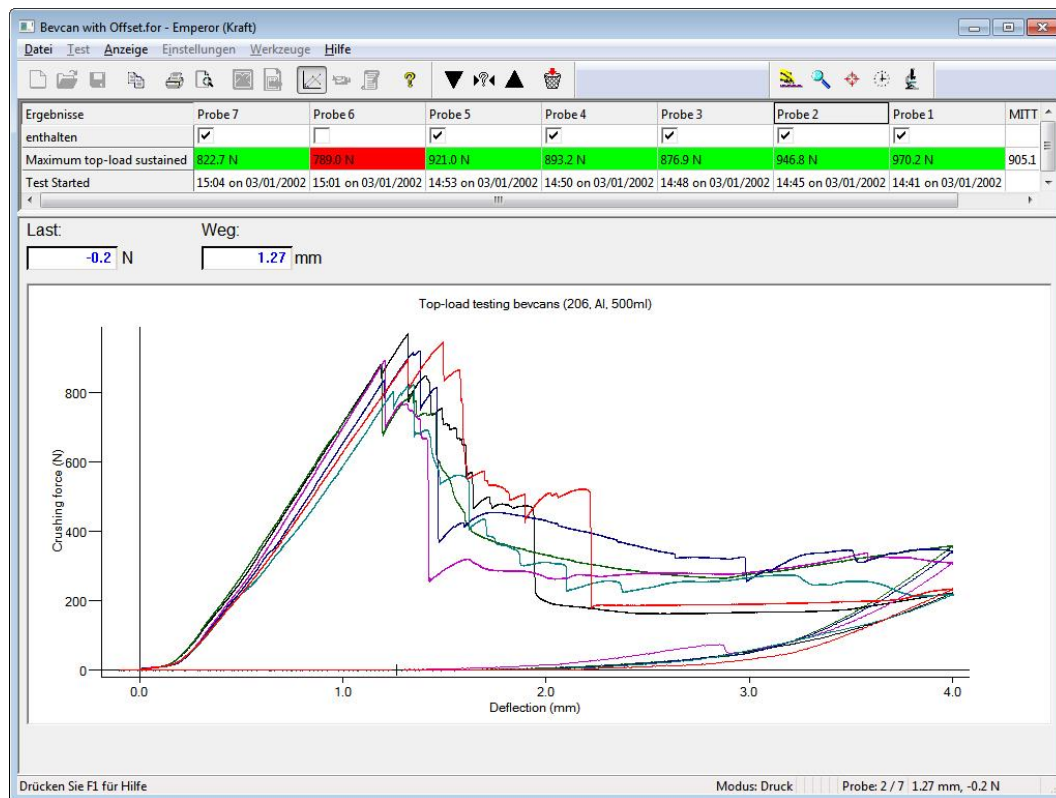 Bevcan with Offset.for - Emperor (Kraft)
Datei Test Anzeige Einstellungen Werkzeuge Hilfe
Ergebnisse Probe 7 Probe 6 Probe 5 Probe 4 Probe 3 Probe 2 Probe 1 MITT
enthalten
Maximum top-load sustained 822.7 N 789.0 N 921.0 N 893.2 N 876.9 N 946.8 N 970.2 N 905.1
Test Started 15:04 on 03/01/2002 15:01 on 03/01/2002 14:53 on 03/01/2002 14:50 on 03/01/2002 14:48 on 03/01/2002 14:45 on 03/01/2002 14:41 on 03/01/2002
Last: Weg:
-0.2 N 1.27 mm
Top-load testing bevcans (206, Al, 500ml)
Crushing force (N)
800
600
400
200
0
0.0 1.0 2.0 3.0 4.0
Deflection (mm)
Drücken Sie F1 für Hilfe Modus: Druck Probe: 2 / 7 1.27 mm, -0.2 N